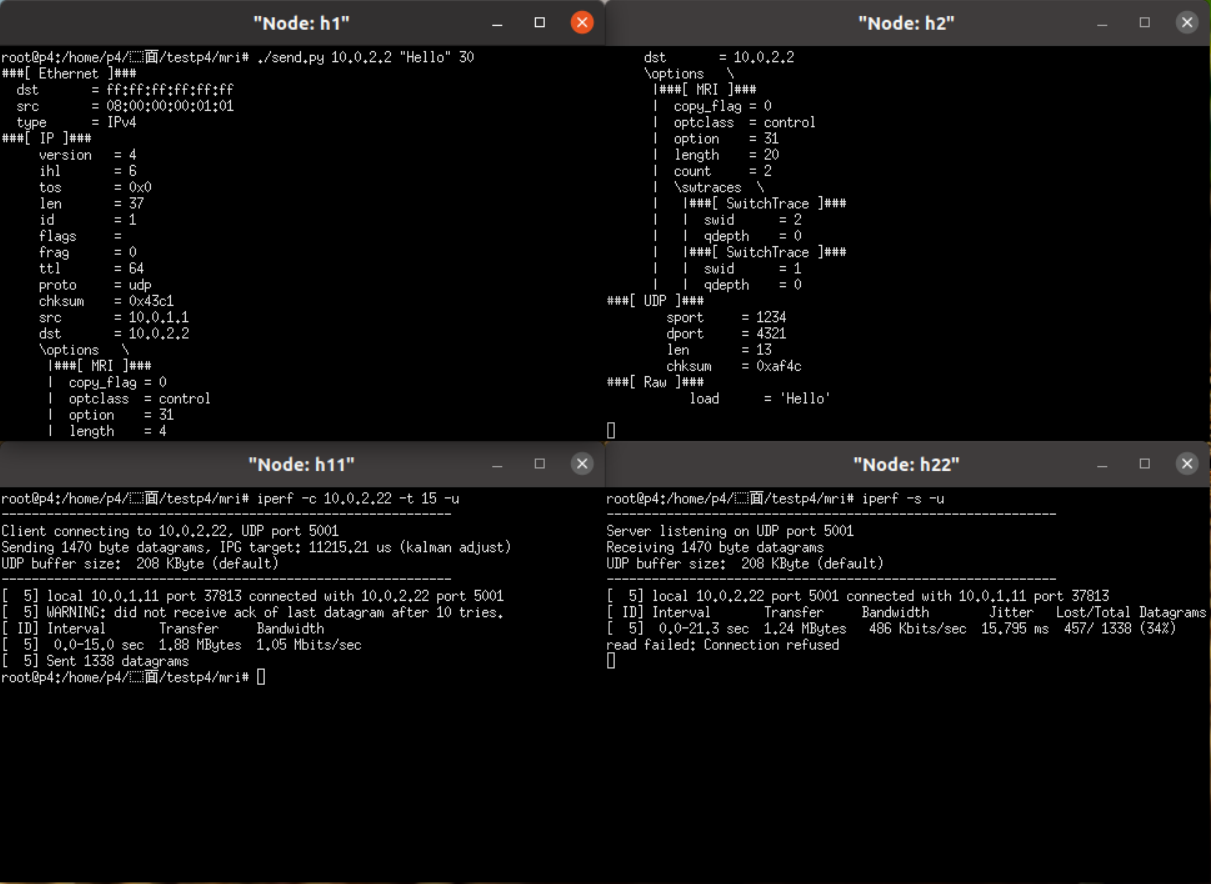 "Node: h1"
root@p4:/home/p4/面/testp4/mri# ./send.py 10.0.2.2 "Hello" 30
###[ Ethernet ]###
dst = ff:ff:ff:ff:ff:ff
src = 08:00:00:00:01:01
type = IPv4
###[ IP ]###
version = 4
ihl = 6
tos = 0x0
len = 37
id = 1
flags =
frag = 0
ttl = 64
proto = udp
chksum = 0x43c1
src = 10.0.1.1
dst = 10.0.2.2
\options \
|###[ MRI ]###
| copy_flag = 0
| optclass = control
| option = 31
| length = 4
"Node: h2"
dst = 10.0.2.2
\options \
|###[ MRI ]###
| copy_flag = 0
| optclass = control
| option = 31
| length = 20
| count = 2
| \swtraces \
| |###[ SwitchTrace ]###
| | swid = 2
| | qdepth = 0
| |###[ SwitchTrace ]###
| | swid = 1
| | qdepth = 0
###[ UDP ]###
sport = 1234
dport = 4321
len = 13
chksum = 0xaf4c
###[ Raw ]###
load = 'Hello'
"Node: h11"
root@p4:/home/p4/面/testp4/mri# iperf -c 10.0.2.22 -t 15 -u
------------------------------------------------------------
Client connecting to 10.0.2.22, UDP port 5001
Sending 1470 byte datagrams, IPG target: 11215.21 us (kalman adjust)
UDP buffer size: 208 KByte (default)
------------------------------------------------------------
[ 5] local 10.0.1.11 port 37813 connected with 10.0.2.22 port 5001
[ 5] WARNING: did not receive ack of last datagram after 10 tries.
[ ID] Interval Transfer Bandwidth
[ 5] 0.0-15.0 sec 1.88 MBytes 1.05 Mbits/sec
[ 5] Sent 1338 datagrams
root@p4:/home/p4/面/testp4/mri#
"Node: h22"
root@p4:/home/p4/面/testp4/mri# iperf -s -u
------------------------------------------------------------
Server listening on UDP port 5001
Receiving 1470 byte datagrams
UDP buffer size: 208 KByte (default)
------------------------------------------------------------
[ 5] local 10.0.2.22 port 5001 connected with 10.0.1.11 port 37813
[ ID] Interval Transfer Bandwidth Jitter Lost/Total Datagrams
[ 5] 0.0-21.3 sec 1.24 MBytes 486 Kbits/sec 15.795 ms 457/ 1338 (34%)
read failed: Connection refused